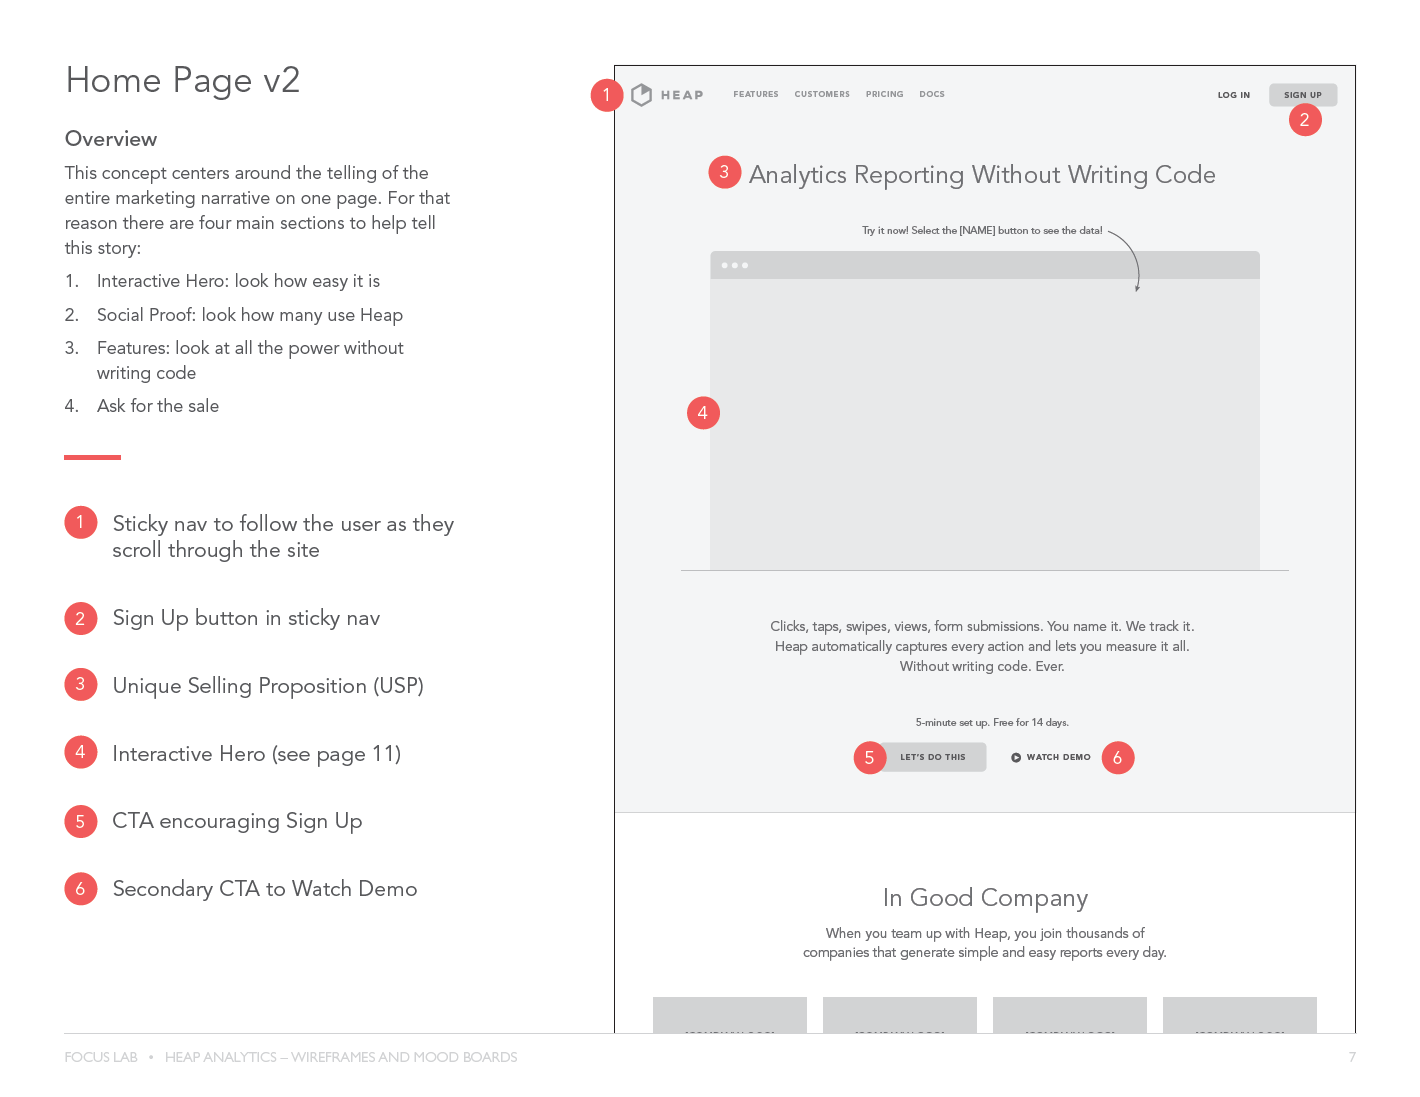 Home Page v2
Overview
This concept centers around the telling of the
entire marketing narrative on one page. For that
reason there are four main sections to help tell
this story:
1. Interactive Hero: look how easy it is
2. Social Proof: look how many use Heap
3. Features: look at all the power without
writing code
4. Ask for the sale
1 Sticky nav to follow the user as they
scroll through the site
2 Sign Up button in sticky nav
3 Unique Selling Proposition (USP)
4 Interactive Hero (see page 11)
5 CTA encouraging Sign Up
6 Secondary CTA to Watch Demo
1 HEAP FEATURES CUSTOMERS PRICING DOCS LOG IN SIGN UP
2
3 Analytics Reporting Without Writing Code
Try it now! Select the [NAME] button to see the data!
4
Clicks, taps, swipes, views, form submissions. You name it. We track it.
Heap automatically captures every action and lets you measure it all.
Without writing code. Ever.
5-minute set up. Free for 14 days.
5 LET'S DO THIS WATCH DEMO 6
In Good Company
When you team up with Heap, you join thousands of
companies that generate simple and easy reports every day.
FOCUS LAB • HEAP ANALYTICS – WIREFRAMES AND MOOD BOARDS 7